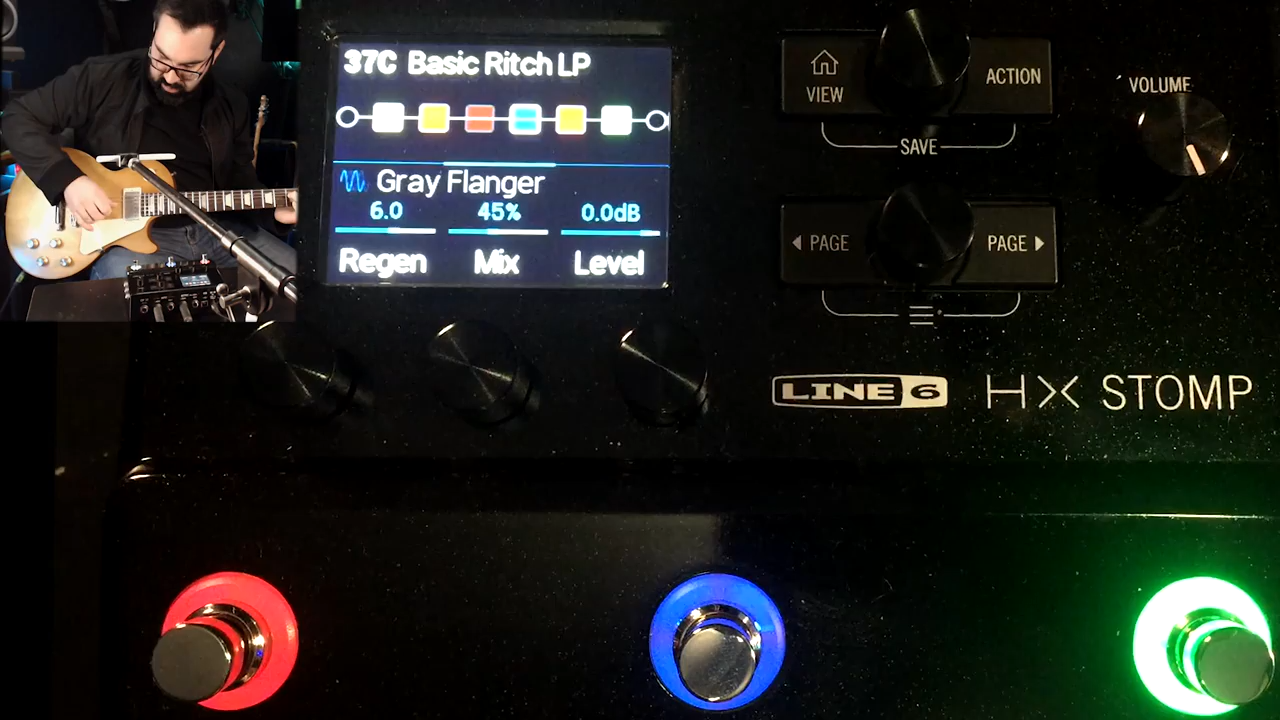 37C Basic Ritch LP
Gray Flanger
6.0 45% 0.0dB
Regen Mix Level
VIEW
ACTION
SAVE
VOLUME
PAGE
PAGE
LINE 6
HX STOMP